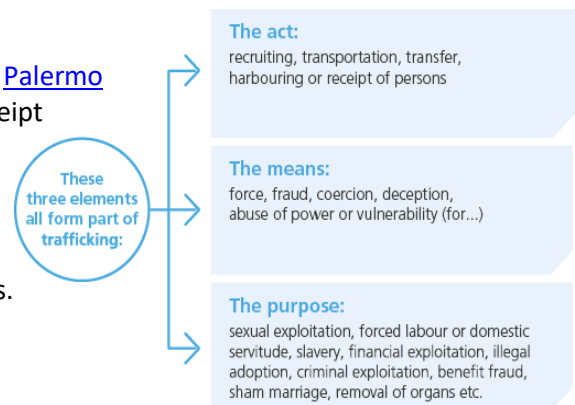 Palermo
eipt
These
three elements
all form part of
trafficking:
s.
The act:
recruiting, transportation, transfer,
harbouring or receipt of persons
The means:
force, fraud, coercion, deception,
abuse of power or vulnerability (for...)
The purpose:
sexual exploitation, forced labour or domestic
servitude, slavery, financial exploitation, illegal
adoption, criminal exploitation, benefit fraud,
sham marriage, removal of organs etc.